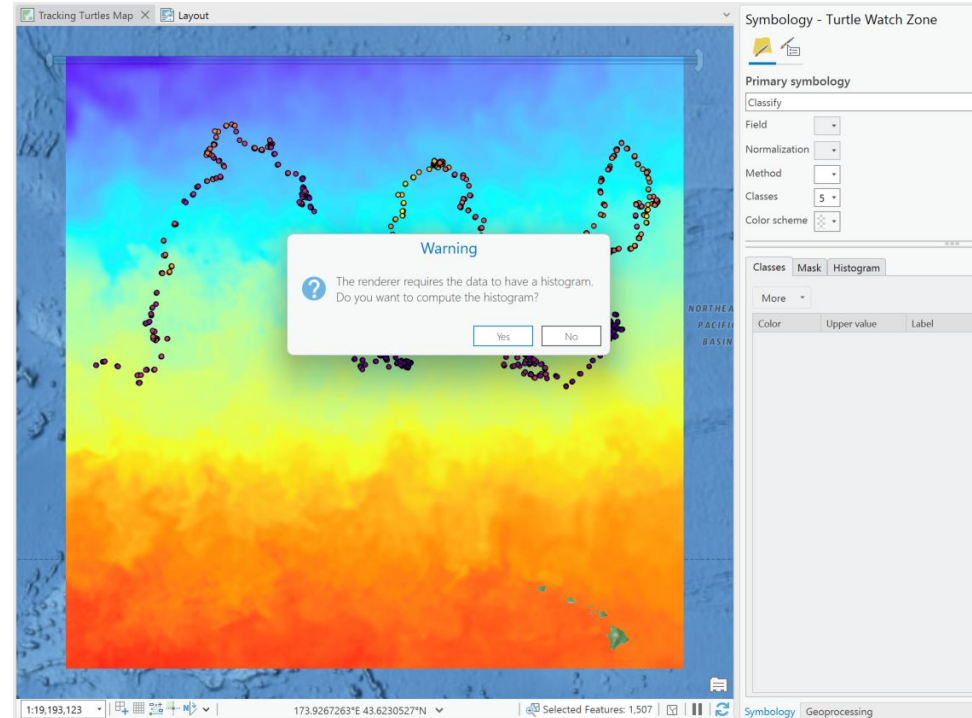 Tracking Turtles Map
Layout
NORTHEA
PACIFI
BASIN
Warning
The renderer requires the data to have a histogram.
Do you want to compute the histogram?
Yes
No
1:19,193,123
173.9267263°E 43.6230527°N
Selected Features: 1,507
Symbology - Turtle Watch Zone
Primary symbology
Classify
Field
Normalization
Method
Classes 5
Color scheme
Classes Mask Histogram
More
Color Upper value Label
Symbology Geoprocessing